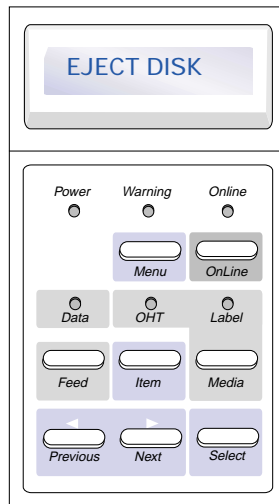 EJECT DISK
Power Warning Online
Menu OnLine
Data OHT Label
Feed Item Media
Previous Next Select